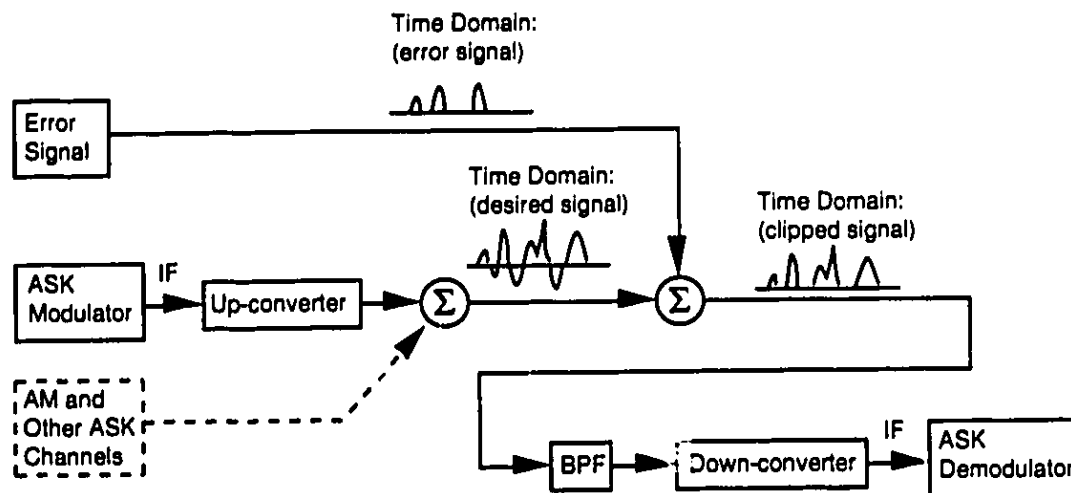 Time Domain:
(error signal)
Error
Signal
Time Domain:
(desired signal)
Time Domain:
(clipped signal)
ASK
Modulator
IF
Up-converter
Σ
Σ
AM and
Other ASK
Channels
BPF
Down-converter
IF
ASK
Demodulator